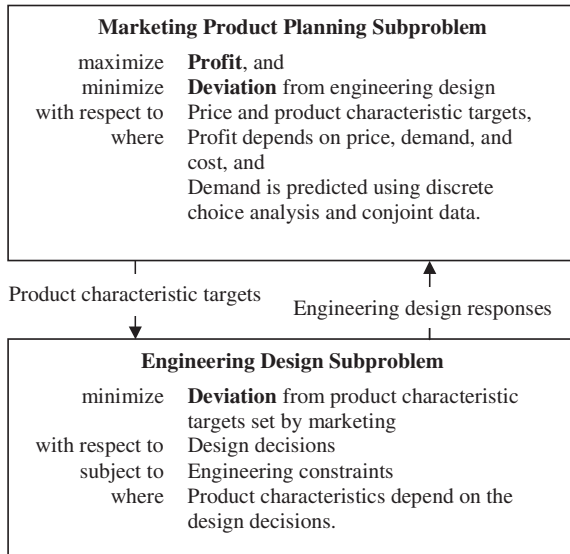 Marketing Product Planning Subproblem
maximize Profit, and
minimize Deviation from engineering design
with respect to Price and product characteristic targets,
where Profit depends on price, demand, and
cost, and
Demand is predicted using discrete
choice analysis and conjoint data.
Product characteristic targets
Engineering design responses
Engineering Design Subproblem
minimize Deviation from product characteristic
targets set by marketing
with respect to Design decisions
subject to Engineering constraints
where Product characteristics depend on the
design decisions.